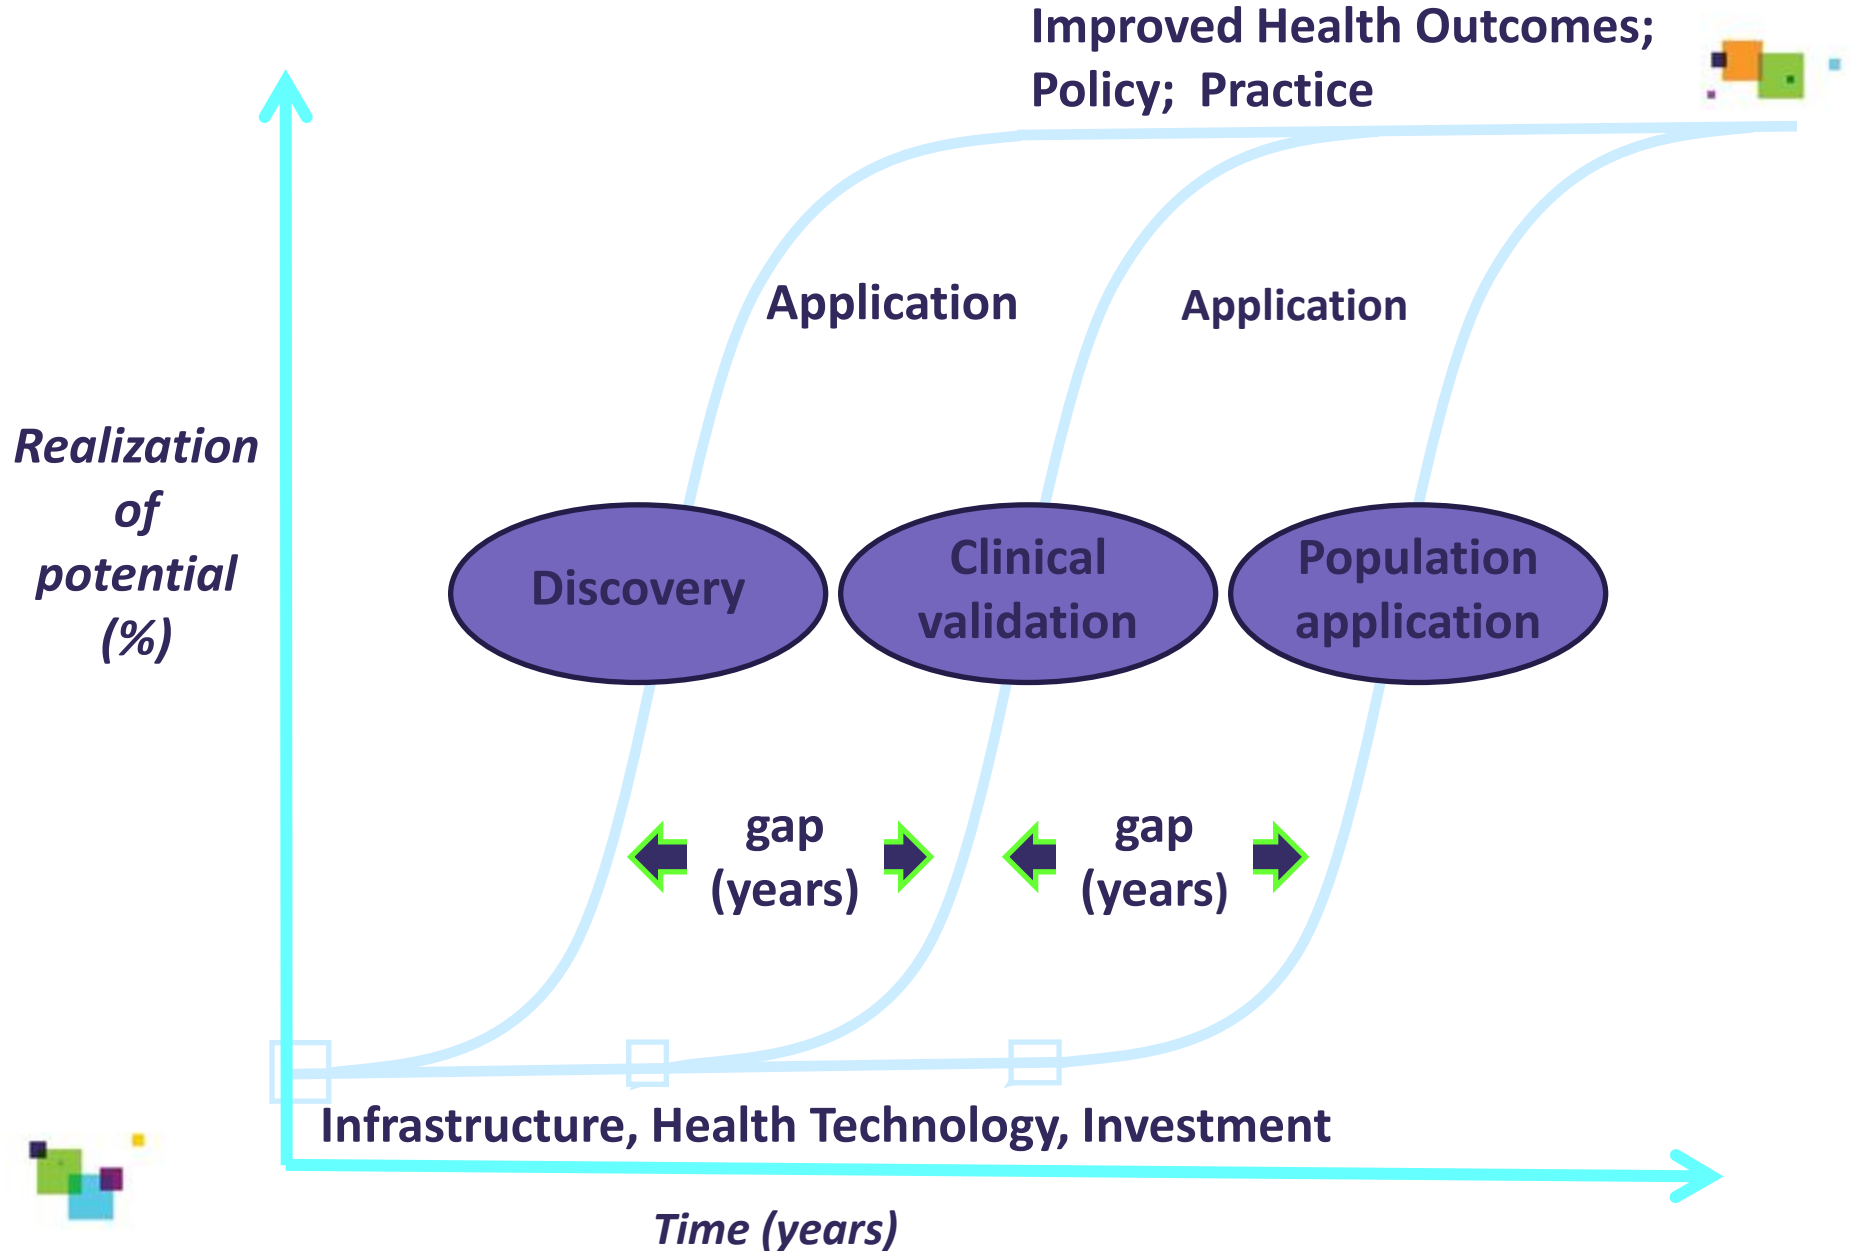 Improved Health Outcomes;
Policy; Practice
Application
Application
Realization
of
potential
(%)
Discovery
Clinical
validation
Population
application
gap
(years)
gap
(years)
Infrastructure, Health Technology, Investment
Time (years)